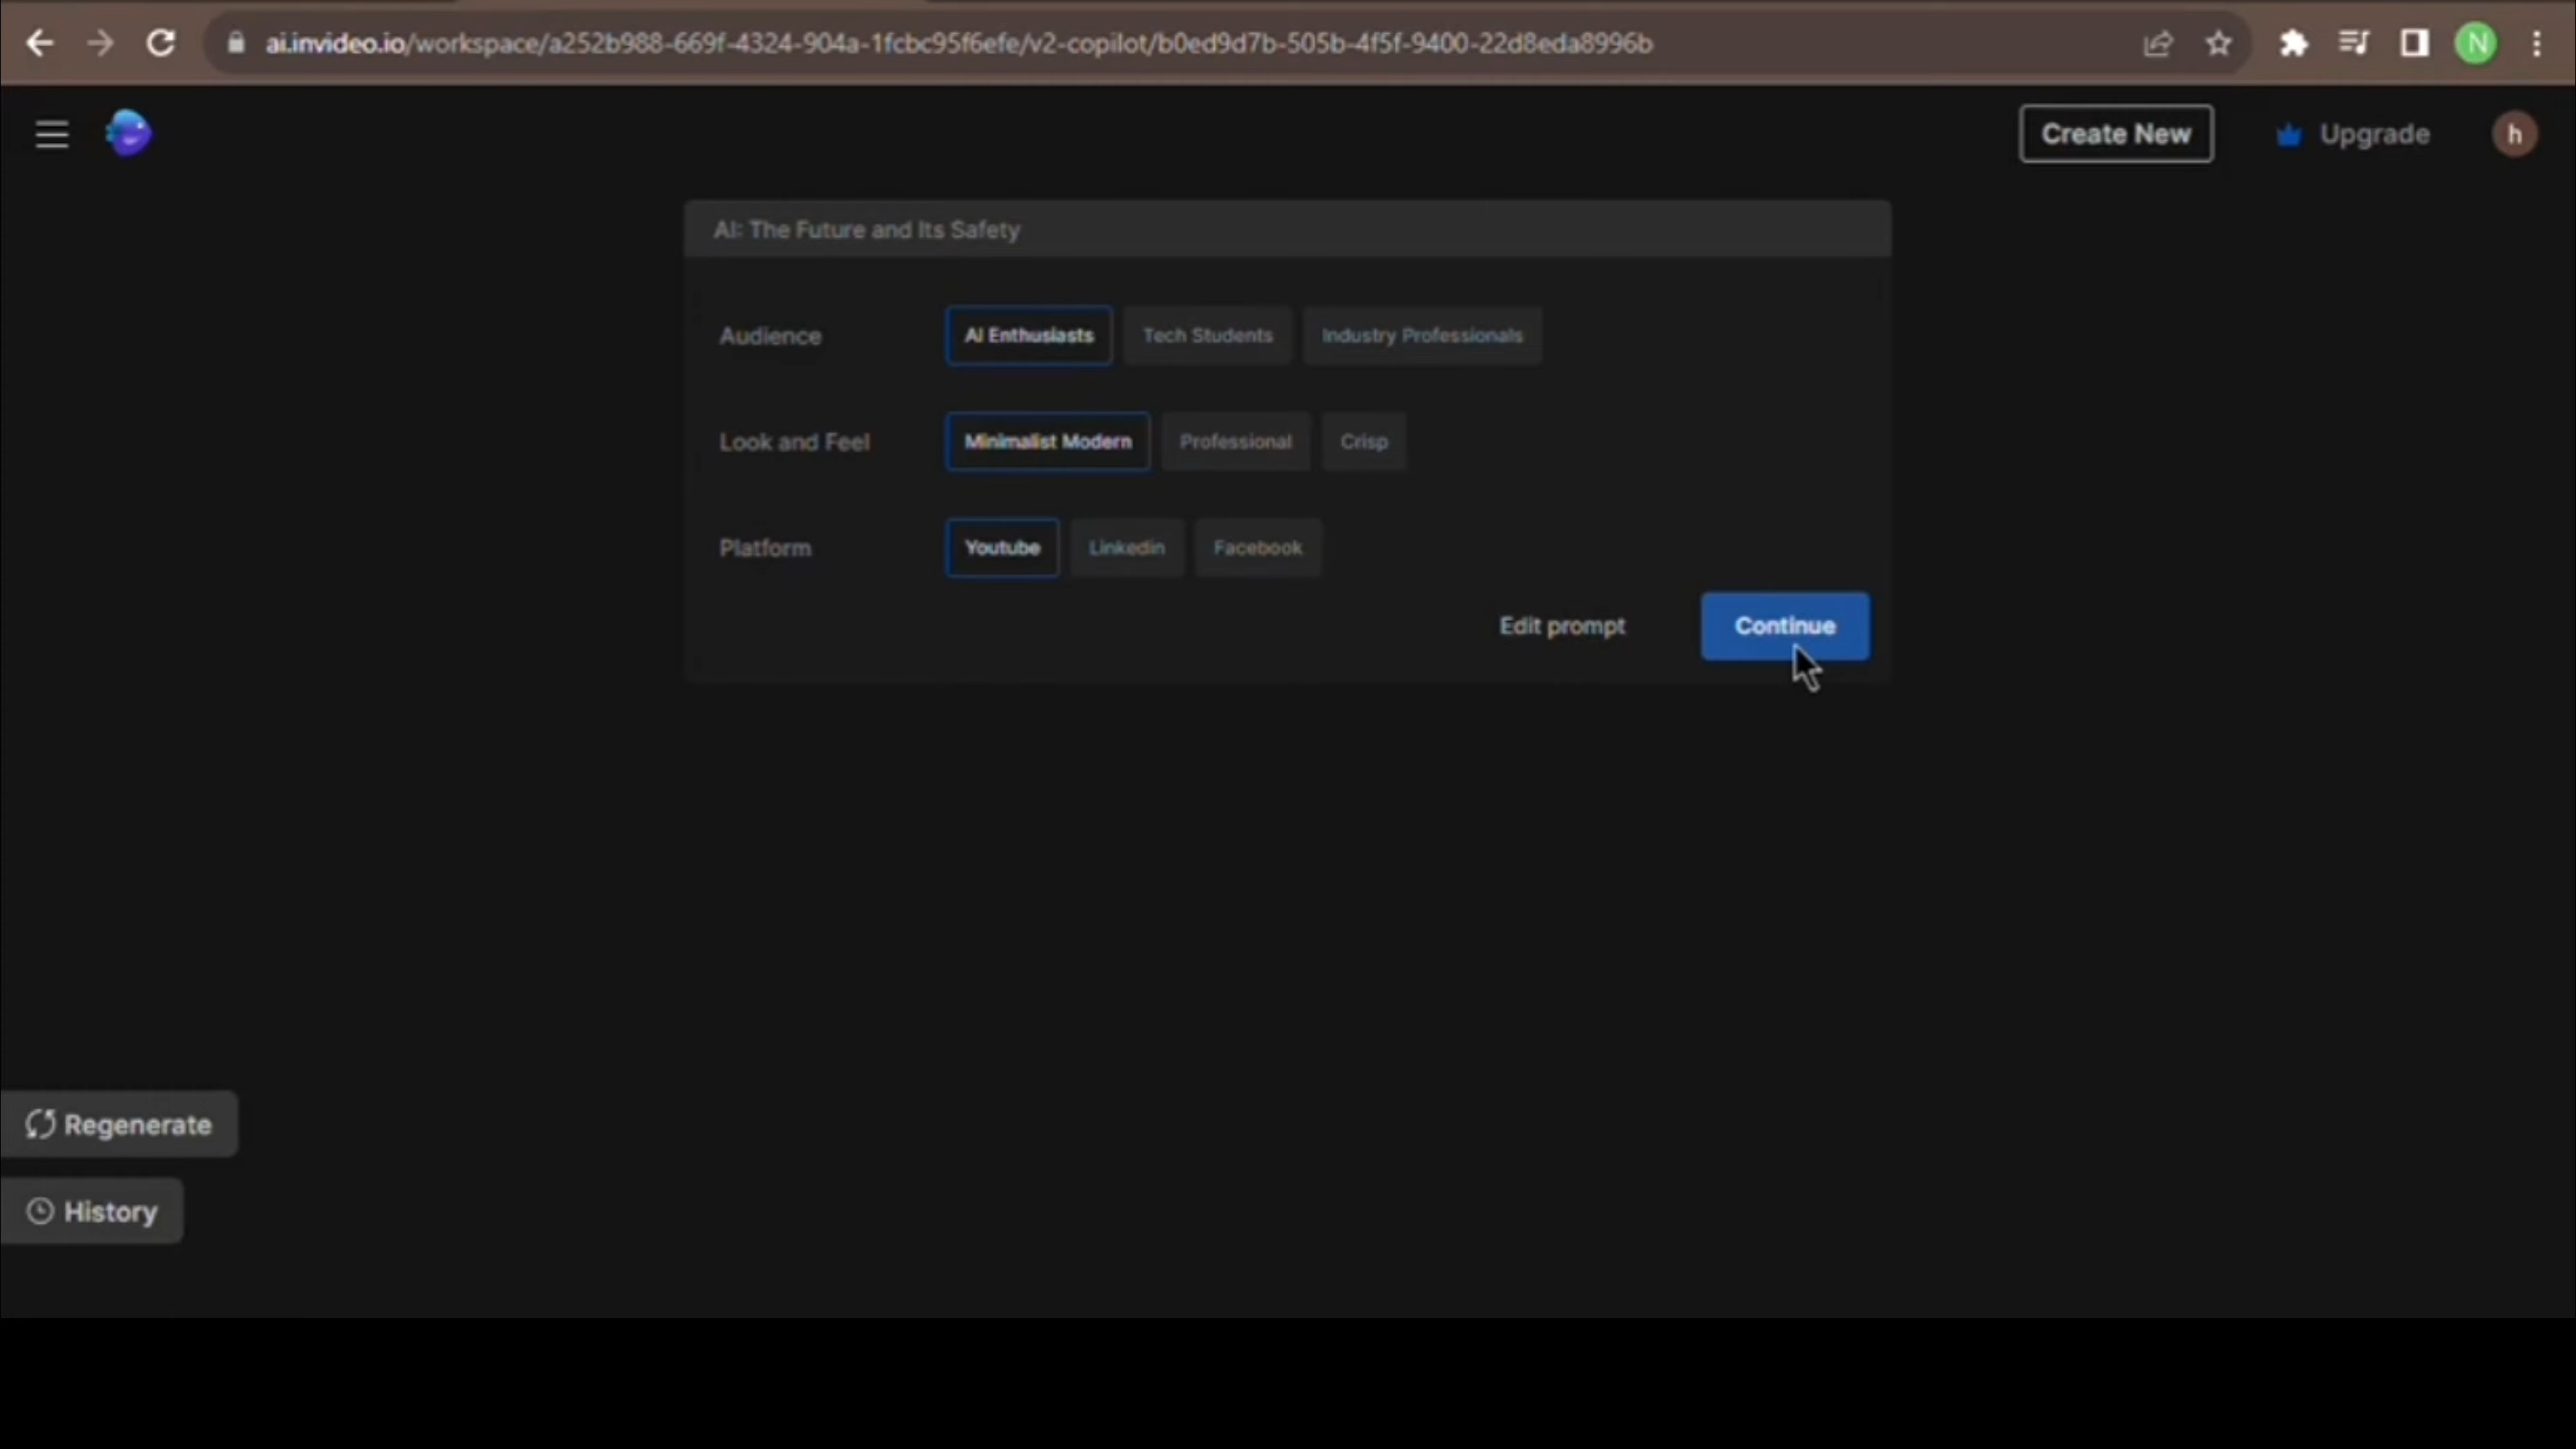 ai.invideo.io/workspace/a252b988-669f-4324-904a-1fcbc95f6efe/v2-copilot/b0ed9d7b-505b-4f5f-9400-22d8eda8996b
N
Create New
Upgrade
h
AI: The Future and Its Safety
Audience
AI Enthusiasts
Tech Students
Industry Professionals
Look and Feel
Minimalist Modern
Professional
Crisp
Platform
Youtube
Linkedin
Facebook
Edit prompt
Continue
Regenerate
History